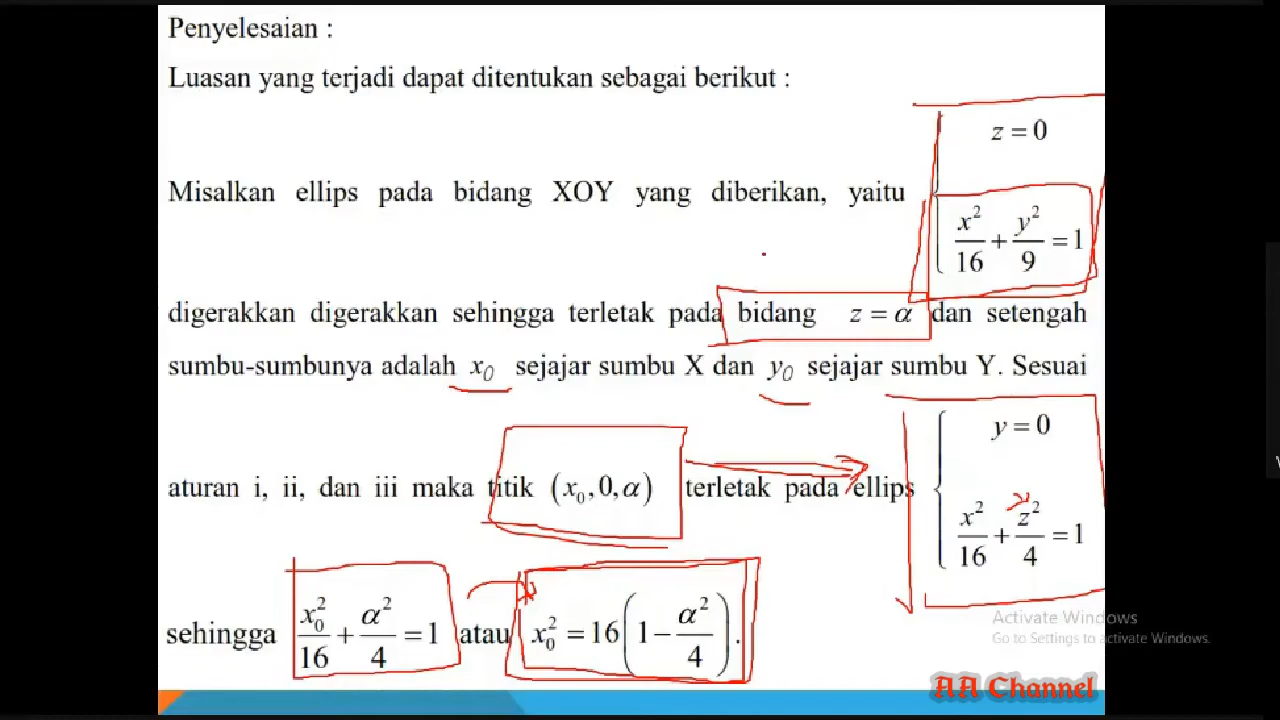 Penyelesaian :
Luasan yang terjadi dapat ditentukan sebagai berikut :
Misalkan ellips pada bidang XOY yang diberikan, yaitu { z = 0
x²/16 + y²/9 = 1
digerakkan digerakkan sehingga terletak pada bidang z = α dan setengah
sumbu-sumbunya adalah x₀ sejajar sumbu X dan y₀ sejajar sumbu Y. Sesuai
aturan i, ii, dan iii maka titik (x₀,0,α) terletak pada ellips { y = 0
x²/16 + z²/4 = 1
sehingga x₀²/16 + α²/4 = 1 atau x₀² = 16(1 − α²/4).
Activate Windows
Go to Settings to activate Windows.
AA Channel